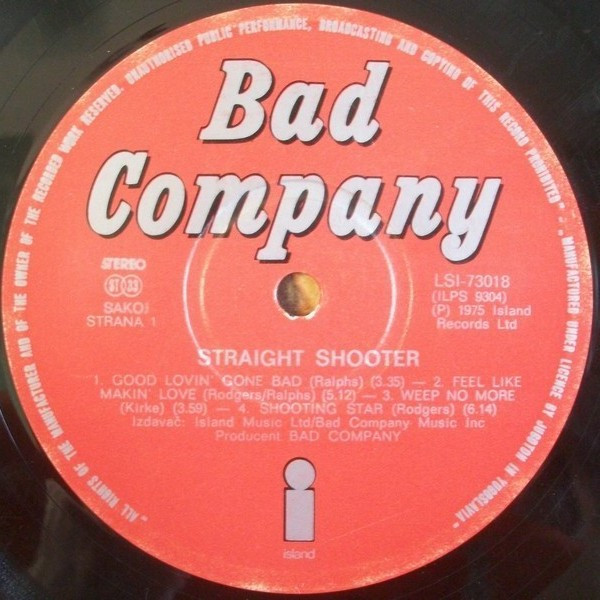 "ALL RIGHTS OF THE MANUFACTURER AND OF THE OWNER OF THE RECORDED WORK RESERVED. UNAUTHORISED PUBLIC PERFORMANCE, BROADCASTING AND COPYING OF THIS RECORD PROHIBITED" - "MANUFACTURED UNDER LICENCE BY JUGOTON IN YUGOSLAVIA"
Bad
Company
STEREO
ST 33
SAKOJ
STRANA 1
LSI-73018
(ILPS 9304)
(P) 1975 Island
Records Ltd
STRAIGHT SHOOTER
1. GOOD LOVIN' GONE BAD (Ralphs) (3.35) — 2. FEEL LIKE
MAKIN' LOVE (Rodgers/Ralphs) (5.12) — 3. WEEP NO MORE
(Kirke) (3.59) — 4. SHOOTING STAR (Rodgers) (6.14)
Izdavač: Island Music Ltd/Bad Company Music Inc
Producent BAD COMPANY
island